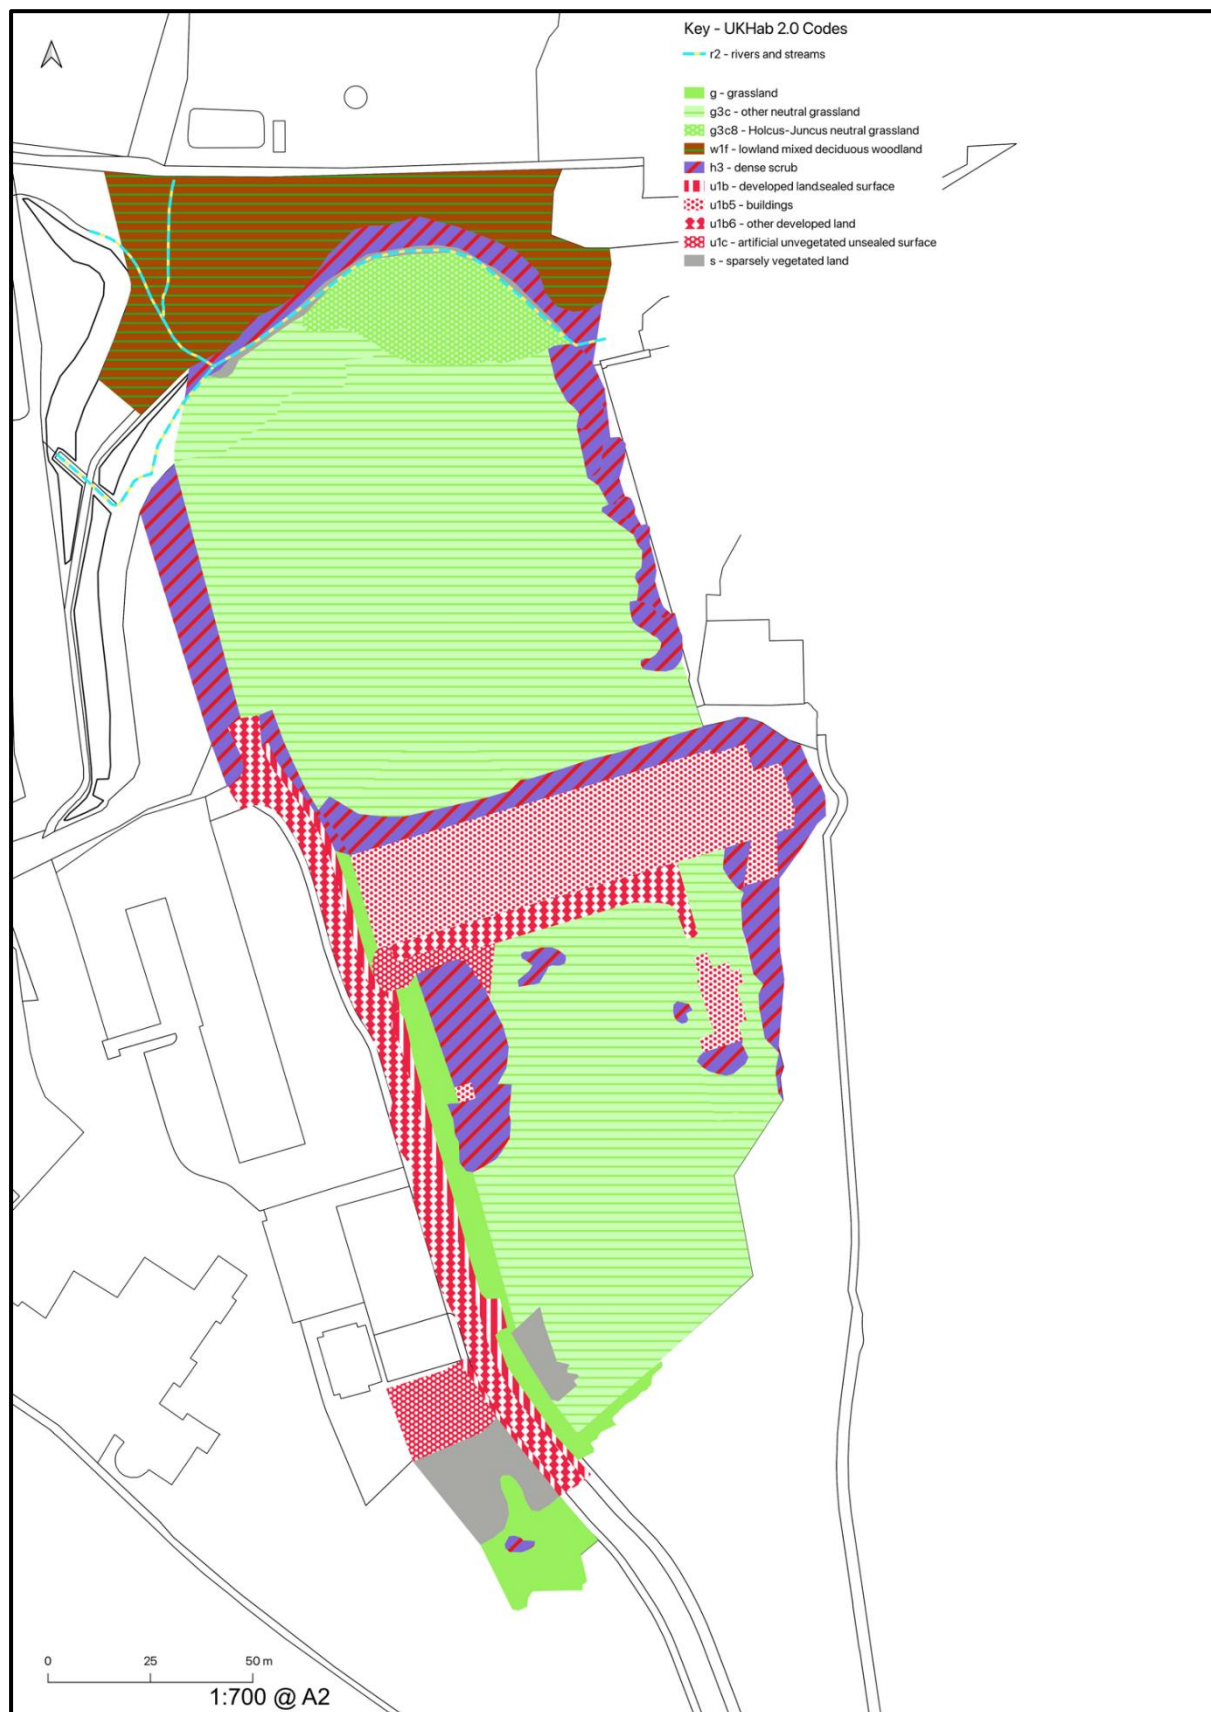 Key - UKHab 2.0 Codes
r2 - rivers and streams
g - grassland
g3c - other neutral grassland
g3c8 - Holcus-Juncus neutral grassland
w1f - lowland mixed deciduous woodland
h3 - dense scrub
u1b - developed land.sealed surface
u1b5 - buildings
u1b6 - other developed land
u1c - artificial unvegetated unsealed surface
s - sparsely vegetated land
0 25 50 m
1:700 @ A2